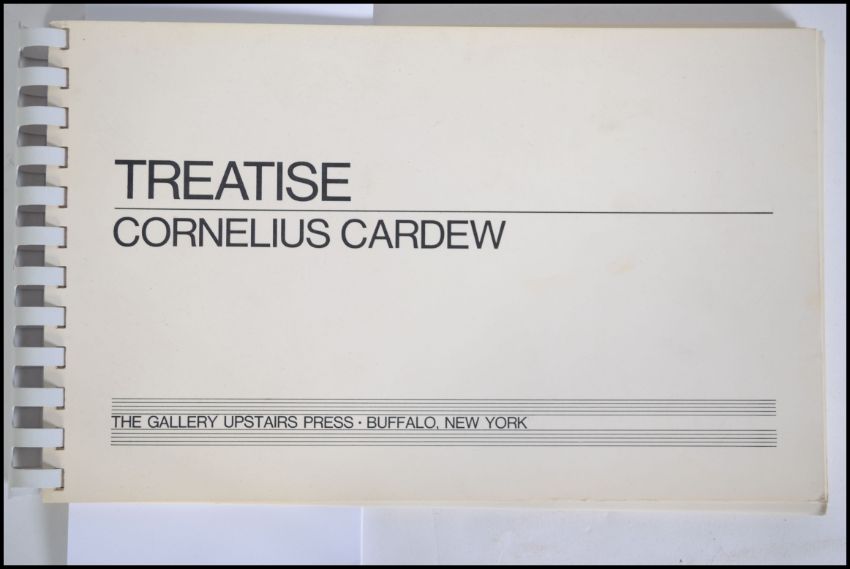 TREATISE
CORNELIUS CARDEW
THE GALLERY UPSTAIRS PRESS · BUFFALO, NEW YORK